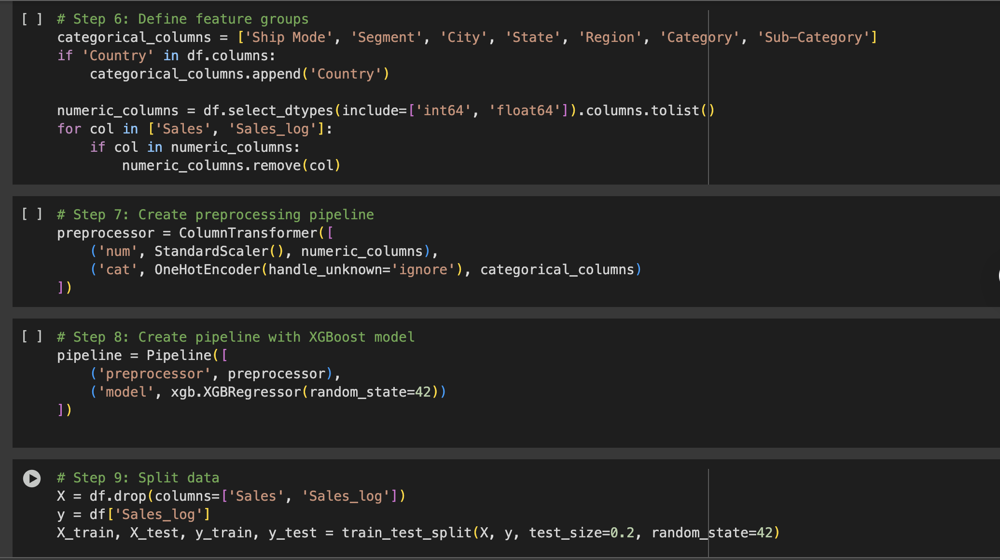 [ ] # Step 6: Define feature groups
categorical_columns = ['Ship Mode', 'Segment', 'City', 'State', 'Region', 'Category', 'Sub-Category']
if 'Country' in df.columns:
    categorical_columns.append('Country')
numeric_columns = df.select_dtypes(include=['int64', 'float64']).columns.tolist()
for col in ['Sales', 'Sales_log']:
    if col in numeric_columns:
        numeric_columns.remove(col)
[ ] # Step 7: Create preprocessing pipeline
preprocessor = ColumnTransformer([
    ('num', StandardScaler(), numeric_columns),
    ('cat', OneHotEncoder(handle_unknown='ignore'), categorical_columns)
])
[ ] # Step 8: Create pipeline with XGBoost model
pipeline = Pipeline([
    ('preprocessor', preprocessor),
    ('model', xgb.XGBRegressor(random_state=42))
])
# Step 9: Split data
X = df.drop(columns=['Sales', 'Sales_log'])
y = df['Sales_log']
X_train, X_test, y_train, y_test = train_test_split(X, y, test_size=0.2, random_state=42)